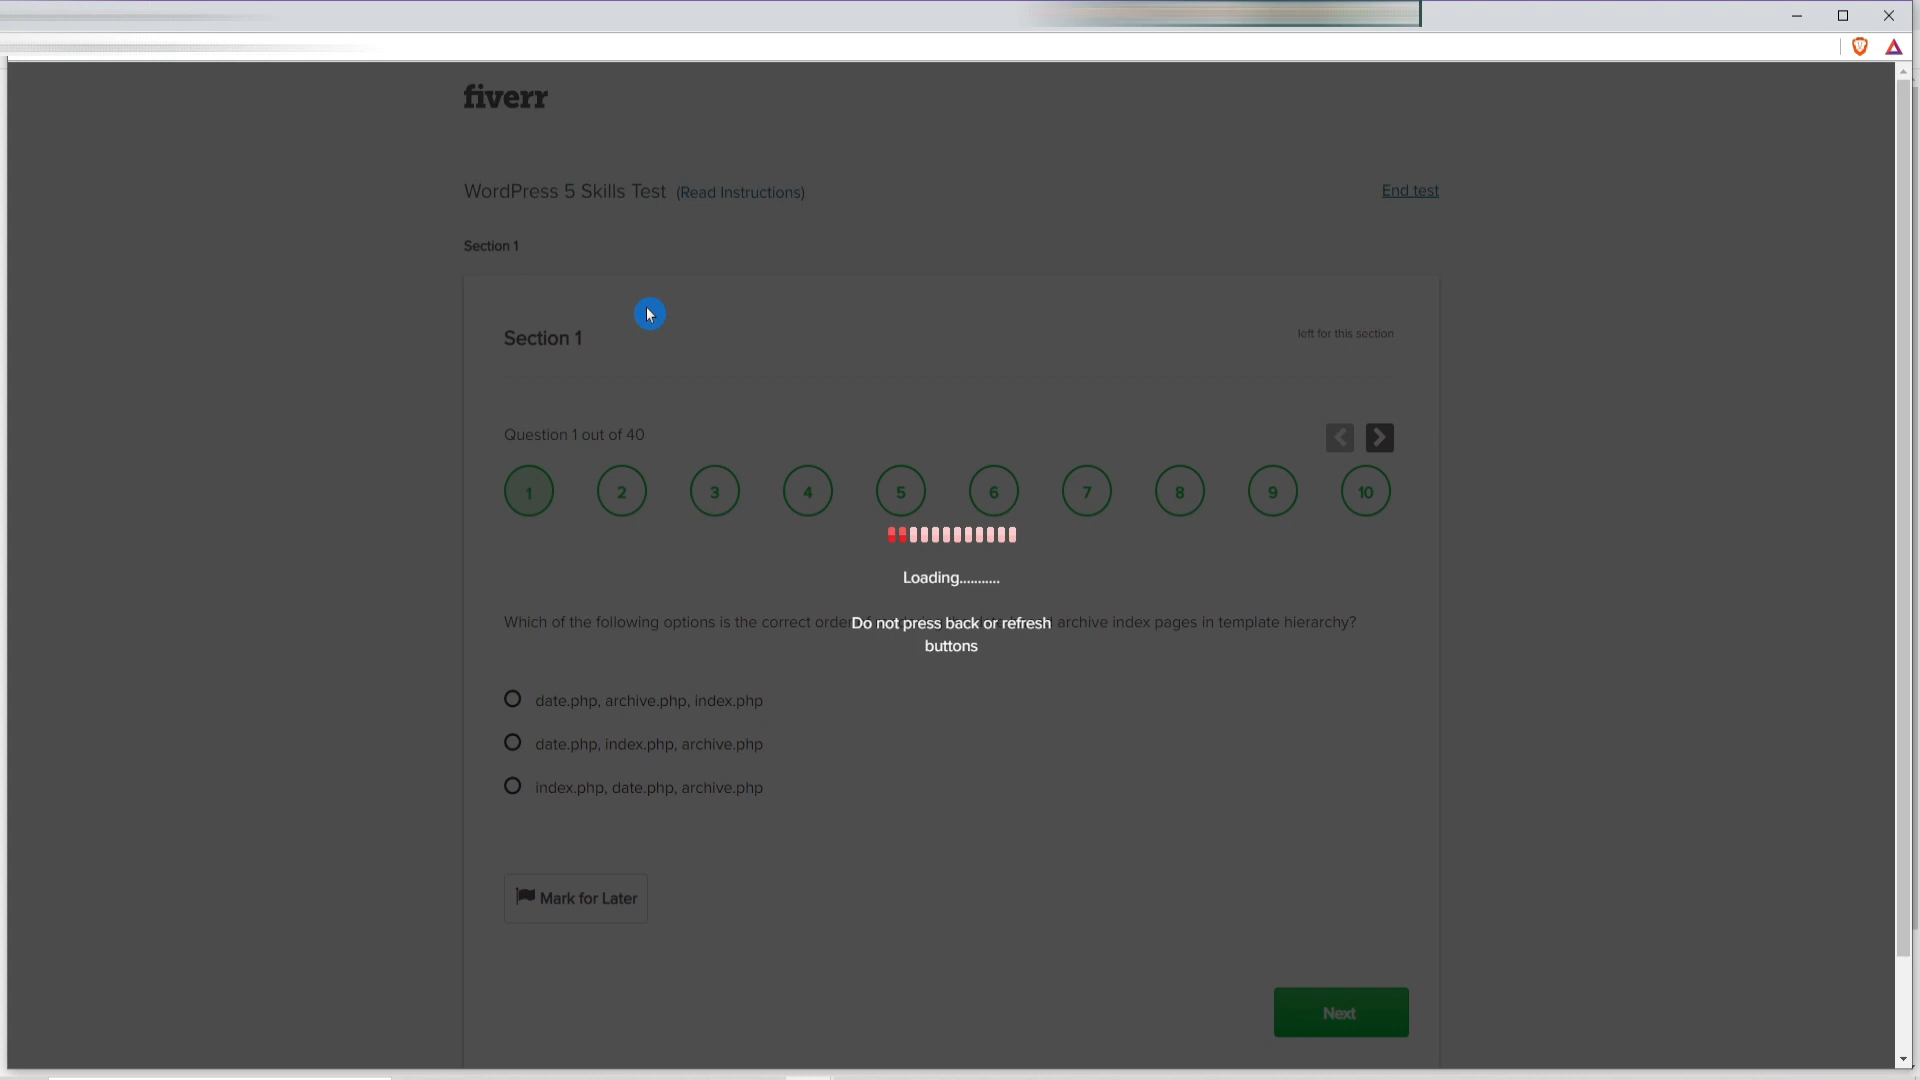 fiverr
WordPress 5 Skills Test (Read Instructions)
End test
Section 1
Section 1
left for this section
Question 1 out of 40
1 2 3 4 5 6 7 8 9 10
Loading...........
Which of the following options is the correct order archive index pages in template hierarchy?
Do not press back or refresh
buttons
date.php, archive.php, index.php
date.php, index.php, archive.php
index.php, date.php, archive.php
Mark for Later
Next